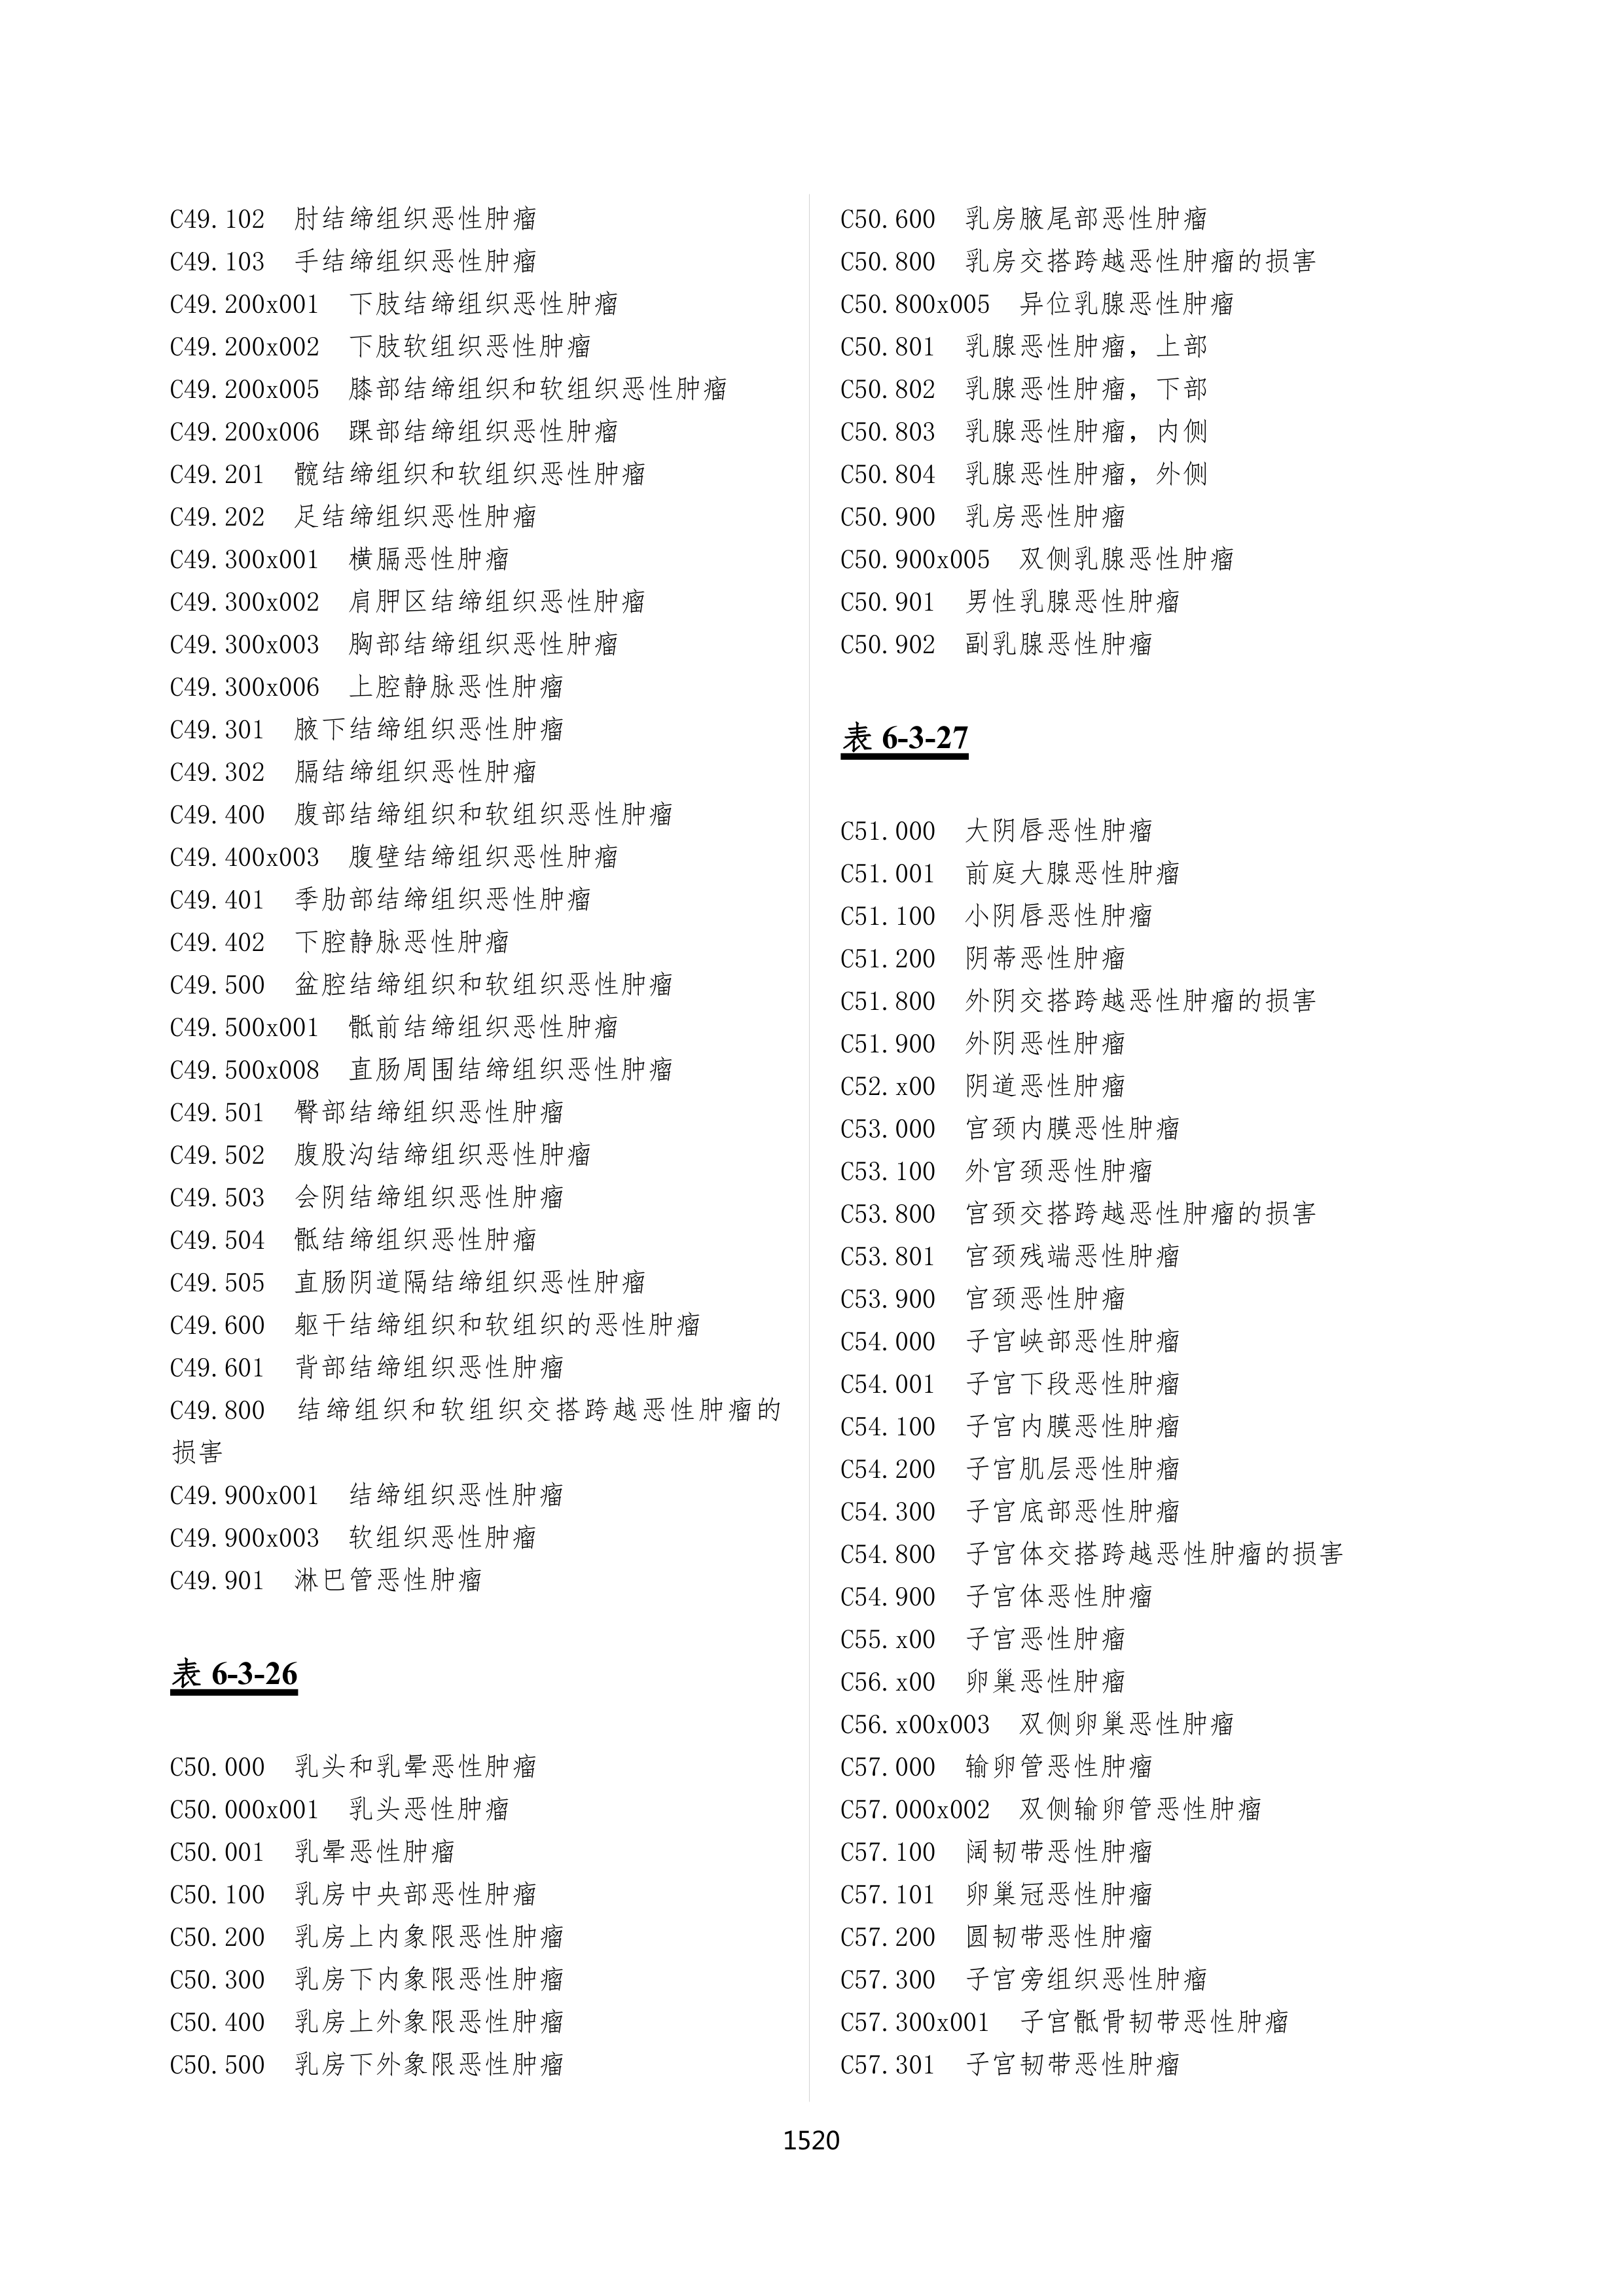 C49.102 肘结缔组织恶性肿瘤
C49.103 手结缔组织恶性肿瘤
C49.200x001 下肢结缔组织恶性肿瘤
C49.200x002 下肢软组织恶性肿瘤
C49.200x005 膝部结缔组织和软组织恶性肿瘤
C49.200x006 踝部结缔组织恶性肿瘤
C49.201 髋结缔组织和软组织恶性肿瘤
C49.202 足结缔组织恶性肿瘤
C49.300x001 横膈恶性肿瘤
C49.300x002 肩胛区结缔组织恶性肿瘤
C49.300x003 胸部结缔组织恶性肿瘤
C49.300x006 上腔静脉恶性肿瘤
C49.301 腋下结缔组织恶性肿瘤
C49.302 膈结缔组织恶性肿瘤
C49.400 腹部结缔组织和软组织恶性肿瘤
C49.400x003 腹壁结缔组织恶性肿瘤
C49.401 季肋部结缔组织恶性肿瘤
C49.402 下腔静脉恶性肿瘤
C49.500 盆腔结缔组织和软组织恶性肿瘤
C49.500x001 骶前结缔组织恶性肿瘤
C49.500x008 直肠周围结缔组织恶性肿瘤
C49.501 臀部结缔组织恶性肿瘤
C49.502 腹股沟结缔组织恶性肿瘤
C49.503 会阴结缔组织恶性肿瘤
C49.504 骶结缔组织恶性肿瘤
C49.505 直肠阴道隔结缔组织恶性肿瘤
C49.600 躯干结缔组织和软组织的恶性肿瘤
C49.601 背部结缔组织恶性肿瘤
C49.800 结缔组织和软组织交搭跨越恶性肿瘤的
损害
C49.900x001 结缔组织恶性肿瘤
C49.900x003 软组织恶性肿瘤
C49.901 淋巴管恶性肿瘤
表 6-3-26
C50.000 乳头和乳晕恶性肿瘤
C50.000x001 乳头恶性肿瘤
C50.001 乳晕恶性肿瘤
C50.100 乳房中央部恶性肿瘤
C50.200 乳房上内象限恶性肿瘤
C50.300 乳房下内象限恶性肿瘤
C50.400 乳房上外象限恶性肿瘤
C50.500 乳房下外象限恶性肿瘤
C50.600 乳房腋尾部恶性肿瘤
C50.800 乳房交搭跨越恶性肿瘤的损害
C50.800x005 异位乳腺恶性肿瘤
C50.801 乳腺恶性肿瘤，上部
C50.802 乳腺恶性肿瘤，下部
C50.803 乳腺恶性肿瘤，内侧
C50.804 乳腺恶性肿瘤，外侧
C50.900 乳房恶性肿瘤
C50.900x005 双侧乳腺恶性肿瘤
C50.901 男性乳腺恶性肿瘤
C50.902 副乳腺恶性肿瘤
表 6-3-27
C51.000 大阴唇恶性肿瘤
C51.001 前庭大腺恶性肿瘤
C51.100 小阴唇恶性肿瘤
C51.200 阴蒂恶性肿瘤
C51.800 外阴交搭跨越恶性肿瘤的损害
C51.900 外阴恶性肿瘤
C52.x00 阴道恶性肿瘤
C53.000 宫颈内膜恶性肿瘤
C53.100 外宫颈恶性肿瘤
C53.800 宫颈交搭跨越恶性肿瘤的损害
C53.801 宫颈残端恶性肿瘤
C53.900 宫颈恶性肿瘤
C54.000 子宫峡部恶性肿瘤
C54.001 子宫下段恶性肿瘤
C54.100 子宫内膜恶性肿瘤
C54.200 子宫肌层恶性肿瘤
C54.300 子宫底部恶性肿瘤
C54.800 子宫体交搭跨越恶性肿瘤的损害
C54.900 子宫体恶性肿瘤
C55.x00 子宫恶性肿瘤
C56.x00 卵巢恶性肿瘤
C56.x00x003 双侧卵巢恶性肿瘤
C57.000 输卵管恶性肿瘤
C57.000x002 双侧输卵管恶性肿瘤
C57.100 阔韧带恶性肿瘤
C57.101 卵巢冠恶性肿瘤
C57.200 圆韧带恶性肿瘤
C57.300 子宫旁组织恶性肿瘤
C57.300x001 子宫骶骨韧带恶性肿瘤
C57.301 子宫韧带恶性肿瘤
1520